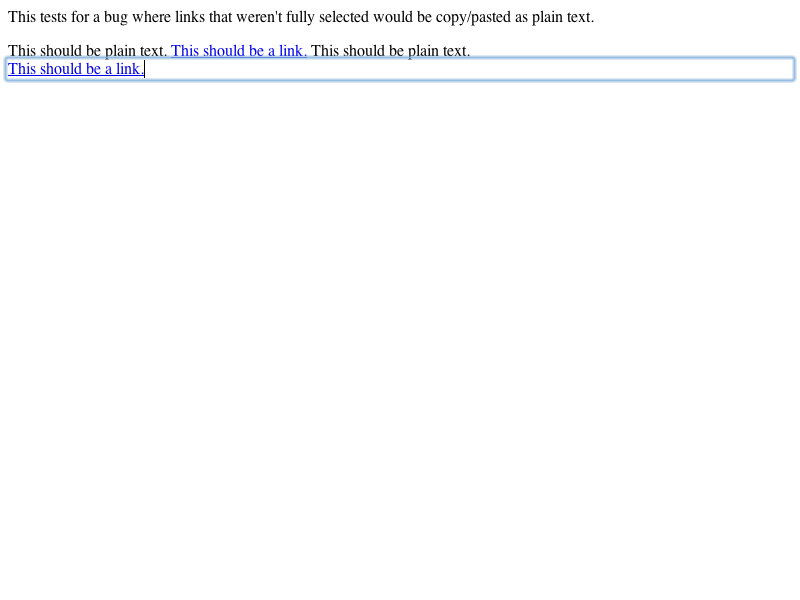 This tests for a bug where links that weren't fully selected would be copy/pasted as plain text.
This should be plain text. This should be a link. This should be plain text.
This should be a link.